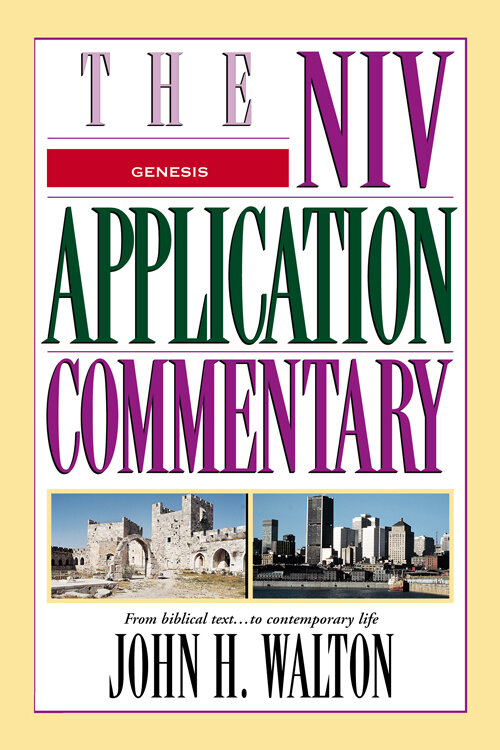 THE NIV
GENESIS
APPLICATION
COMMENTARY
From biblical text...to contemporary life
JOHN H. WALTON